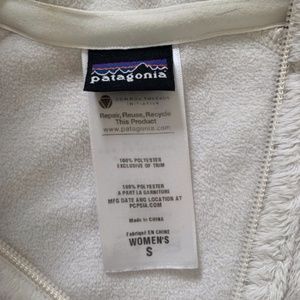 patagonia
COMMON THREADS
INITIATIVE
Repair, Reuse, Recycle
This Product
www.patagonia.com
100% POLYESTER
EXCLUSIVE OF TRIM
100% POLYESTER
A PART LA GARNITURE
MFG DATE AND LOCATION AT
PCPSIA.COM
Made in CHINA
Fabriqué EN CHINE
WOMEN'S
S